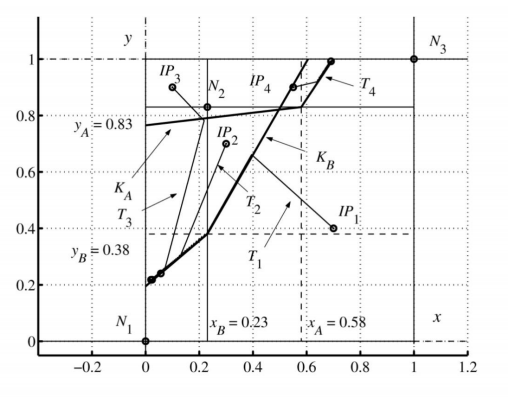 y
N3
1
IP3
IP4
T4
N2
0.8
yA = 0.83
IP2
KA
KB
0.6
T3
T2
IP1
0.4
yB = 0.38
T1
0.2
N1
xB = 0.23
xA = 0.58
x
0
−0.2
0
0.2
0.4
0.6
0.8
1
1.2